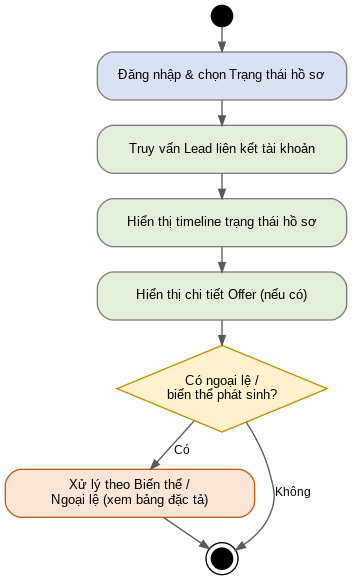 Đăng nhập & chọn Trạng thái hồ sơ
Truy vấn Lead liên kết tài khoản
Hiển thị timeline trạng thái hồ sơ
Hiển thị chi tiết Offer (nếu có)
Có ngoại lệ /
biến thể phát sinh?
Có
Xử lý theo Biến thể /
Ngoại lệ (xem bảng đặc tả)
Không